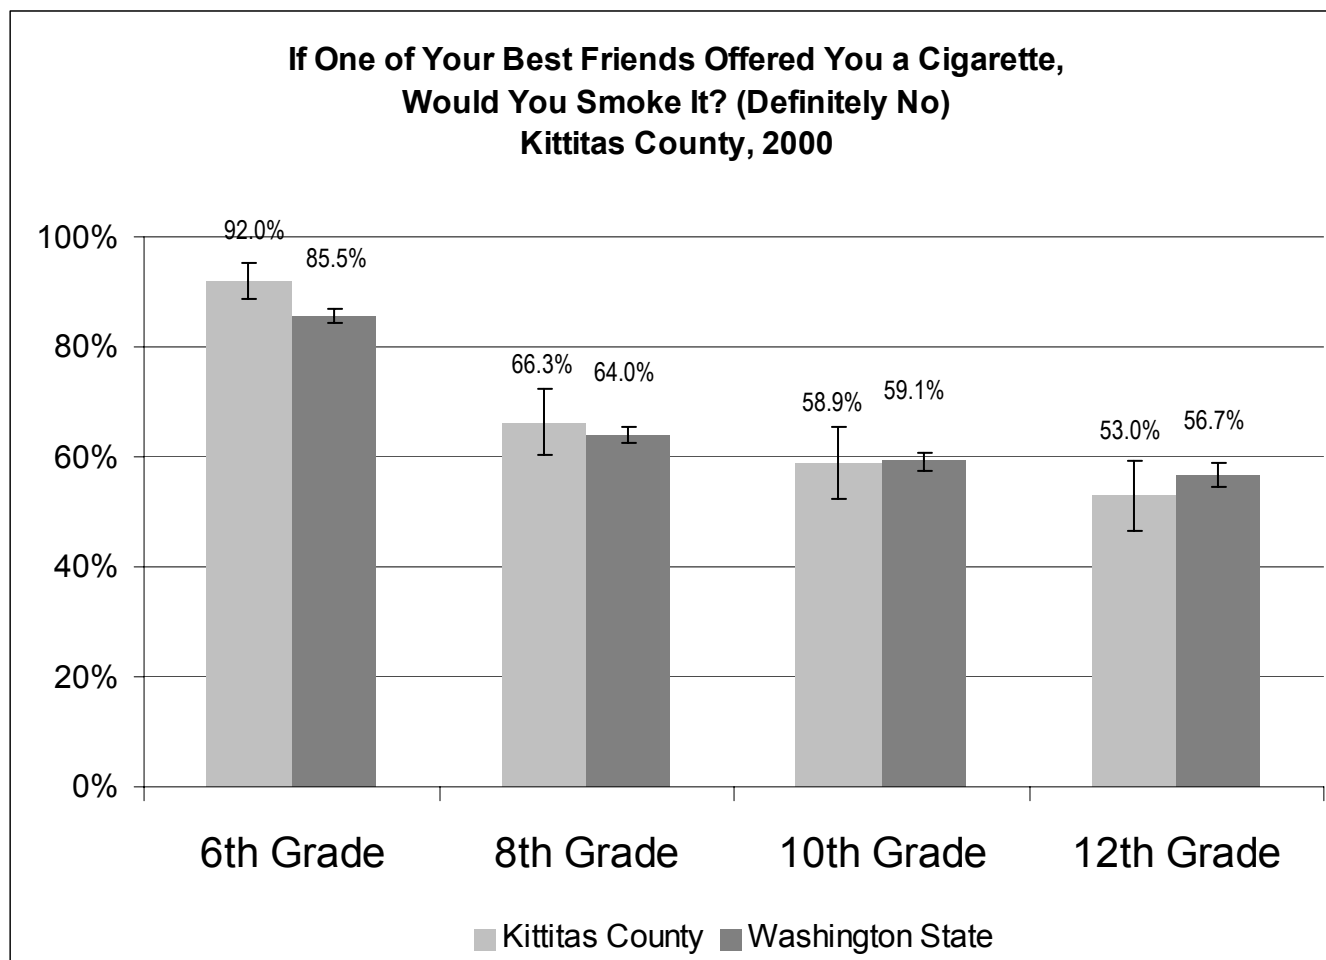 If One of Your Best Friends Offered You a Cigarette,
Would You Smoke It? (Definitely No)
Kittitas County, 2000
100%
80%
60%
40%
20%
0%
92.0%
85.5%
66.3%
64.0%
58.9%
59.1%
53.0%
56.7%
6th Grade
8th Grade
10th Grade
12th Grade
Kittitas County
Washington State